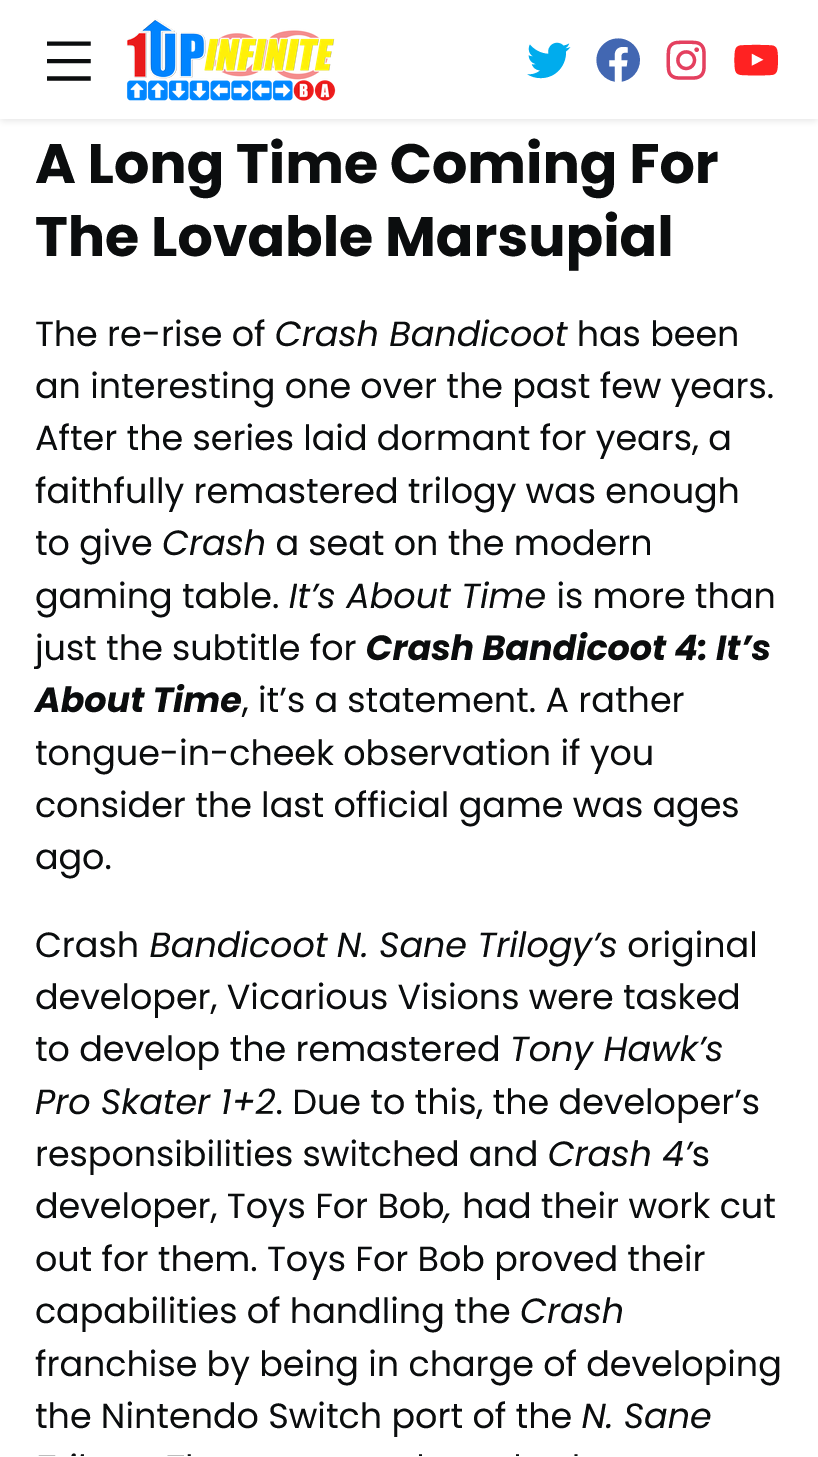 1UP INFINITE
B A
A Long Time Coming For
The Lovable Marsupial
The re-rise of Crash Bandicoot has been
an interesting one over the past few years.
After the series laid dormant for years, a
faithfully remastered trilogy was enough
to give Crash a seat on the modern
gaming table. It’s About Time is more than
just the subtitle for Crash Bandicoot 4: It’s
About Time, it’s a statement. A rather
tongue-in-cheek observation if you
consider the last official game was ages
ago.
Crash Bandicoot N. Sane Trilogy’s original
developer, Vicarious Visions were tasked
to develop the remastered Tony Hawk’s
Pro Skater 1+2. Due to this, the developer’s
responsibilities switched and Crash 4’s
developer, Toys For Bob, had their work cut
out for them. Toys For Bob proved their
capabilities of handling the Crash
franchise by being in charge of developing
the Nintendo Switch port of the N. Sane